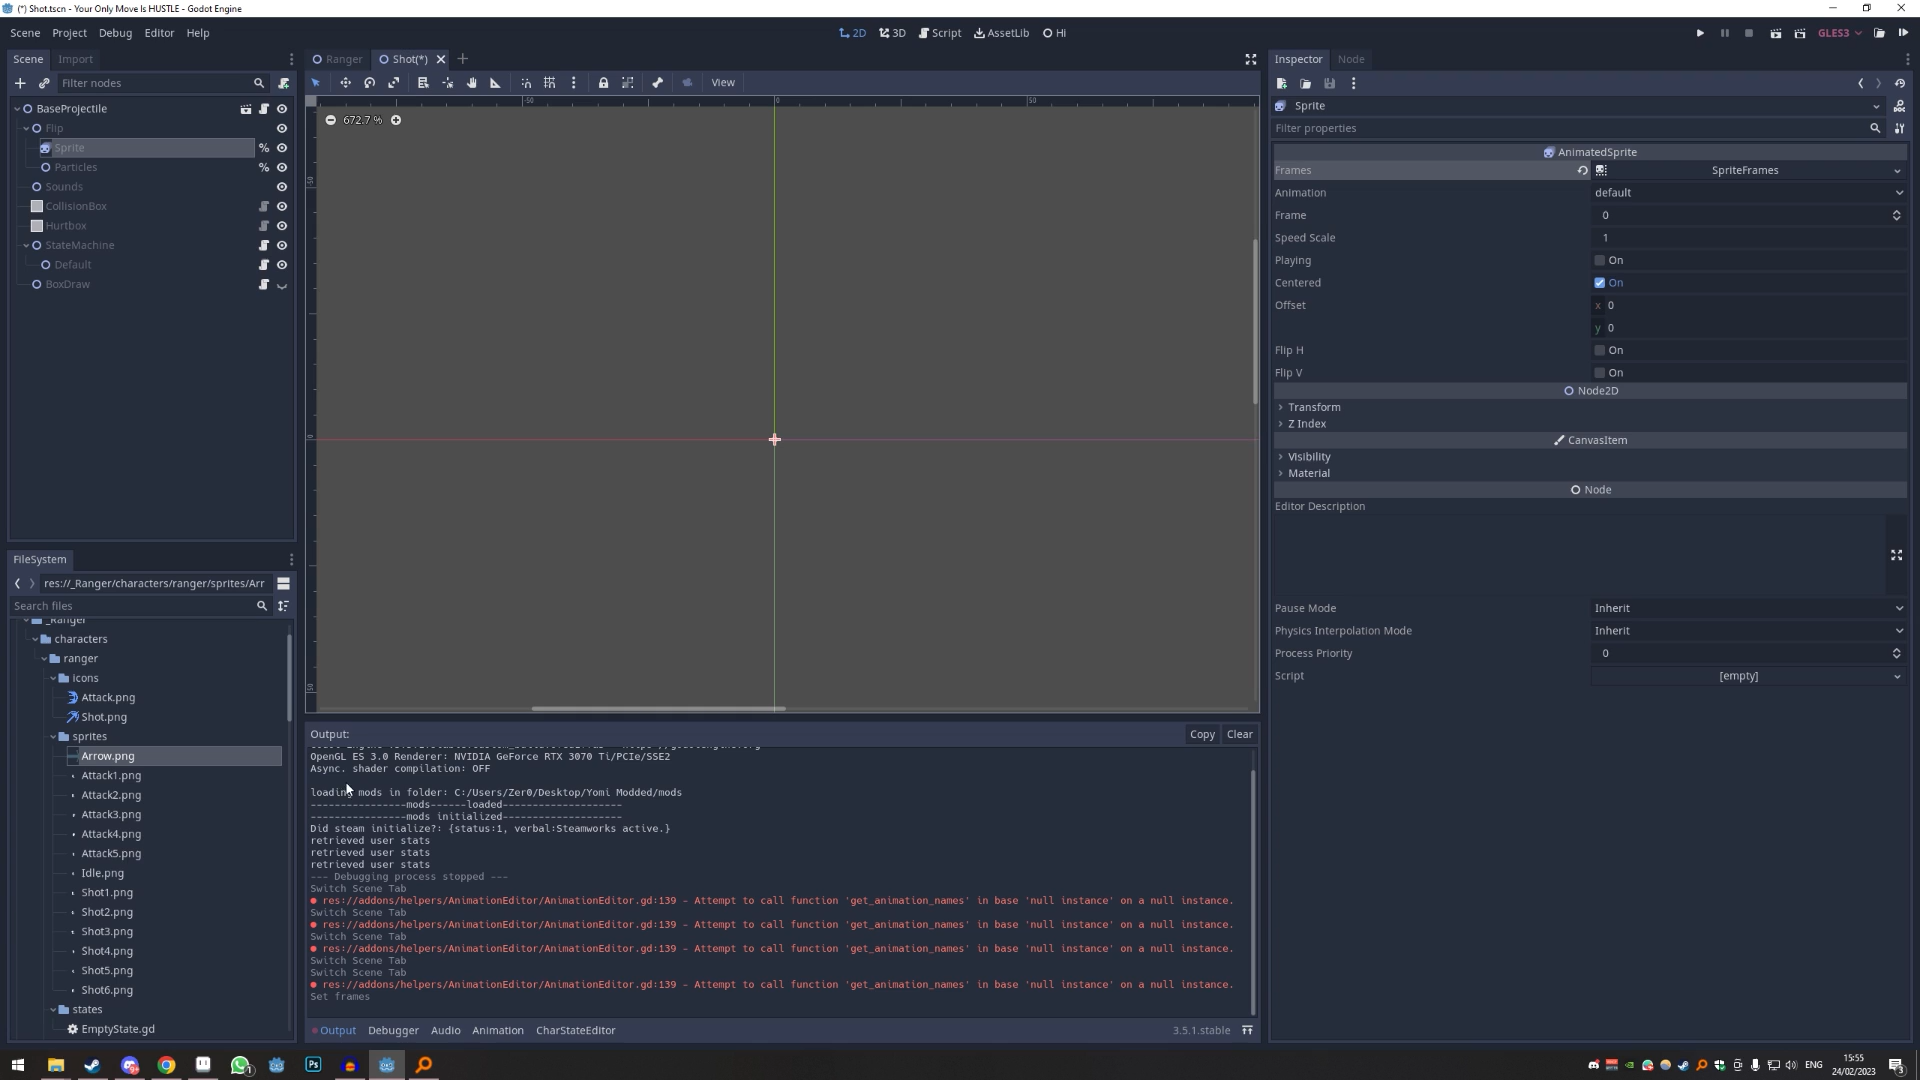 (*) Shot.tscn - Your Only Move Is HUSTLE - Godot Engine
Scene Project Debug Editor Help
2D 3D Script AssetLib Hi
GLES3
Scene Import
Filter nodes
BaseProjectile
Flip
Sprite
Particles
Sounds
CollisionBox
Hurtbox
StateMachine
Default
BoxDraw
Ranger Shot(*)
View
-50 0 50
672.7 %
FileSystem
res://_Ranger/characters/ranger/sprites/Arr
Search files
_Ranger
characters
ranger
icons
Attack.png
Shot.png
sprites
Arrow.png
Attack1.png
Attack2.png
Attack3.png
Attack4.png
Attack5.png
Idle.png
Shot1.png
Shot2.png
Shot3.png
Shot4.png
Shot5.png
Shot6.png
states
EmptyState.gd
Output:
Copy Clear
OpenGL ES 3.0 Renderer: NVIDIA GeForce RTX 3070 Ti/PCIe/SSE2
Async. shader compilation: OFF
loading mods in folder: C:/Users/Zer0/Desktop/Yomi Modded/mods
----------------mods------loaded--------------------
----------------mods initialized--------------------
Did steam initialize?: {status:1, verbal:Steamworks active.}
retrieved user stats
retrieved user stats
retrieved user stats
--- Debugging process stopped ---
Switch Scene Tab
res://addons/helpers/AnimationEditor/AnimationEditor.gd:139 - Attempt to call function 'get_animation_names' in base 'null instance' on a null instance.
Switch Scene Tab
res://addons/helpers/AnimationEditor/AnimationEditor.gd:139 - Attempt to call function 'get_animation_names' in base 'null instance' on a null instance.
Switch Scene Tab
res://addons/helpers/AnimationEditor/AnimationEditor.gd:139 - Attempt to call function 'get_animation_names' in base 'null instance' on a null instance.
Switch Scene Tab
Switch Scene Tab
res://addons/helpers/AnimationEditor/AnimationEditor.gd:139 - Attempt to call function 'get_animation_names' in base 'null instance' on a null instance.
Set frames
Output Debugger Audio Animation CharStateEditor
3.5.1.stable
Inspector Node
Sprite
Filter properties
AnimatedSprite
Frames SpriteFrames
Animation default
Frame 0
Speed Scale 1
Playing On
Centered On
Offset x 0
y 0
Flip H On
Flip V On
Node2D
Transform
Z Index
CanvasItem
Visibility
Material
Node
Editor Description
Pause Mode Inherit
Physics Interpolation Mode Inherit
Process Priority 0
Script [empty]
ENG
15:55
24/02/2023